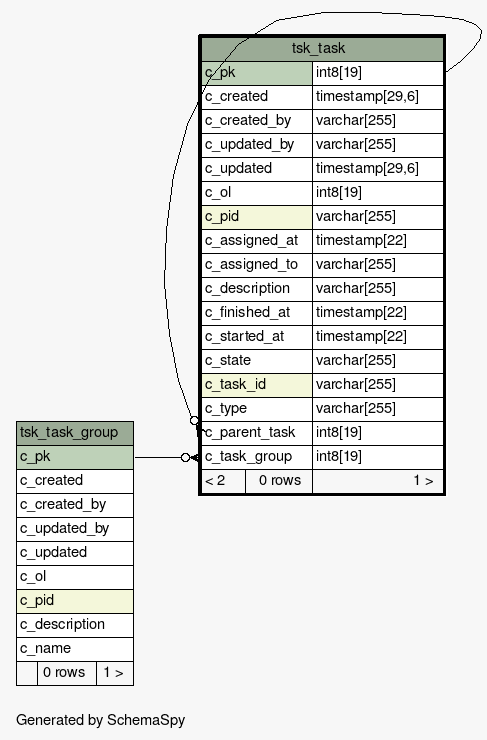 tsk_task
c_pk int8[19]
c_created timestamp[29,6]
c_created_by varchar[255]
c_updated_by varchar[255]
c_updated timestamp[29,6]
c_ol int8[19]
c_pid varchar[255]
c_assigned_at timestamp[22]
c_assigned_to varchar[255]
c_description varchar[255]
c_finished_at timestamp[22]
c_started_at timestamp[22]
c_state varchar[255]
c_task_id varchar[255]
c_type varchar[255]
c_parent_task int8[19]
c_task_group int8[19]
< 2 0 rows 1 >
tsk_task_group
c_pk
c_created
c_created_by
c_updated_by
c_updated
c_ol
c_pid
c_description
c_name
0 rows 1 >
Generated by SchemaSpy